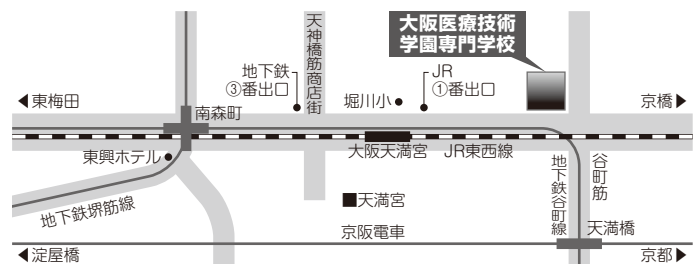 大阪医療技術
学園専門学校
天神橋筋商店街
地下鉄
③番出口
JR
①番出口
堀川小
◀東梅田
京橋▶
南森町
東興ホテル
大阪天満宮
JR東西線
地下鉄堺筋線
■天満宮
地下鉄谷町線
谷町筋
天満橋
京阪電車
◀淀屋橋
京都▶